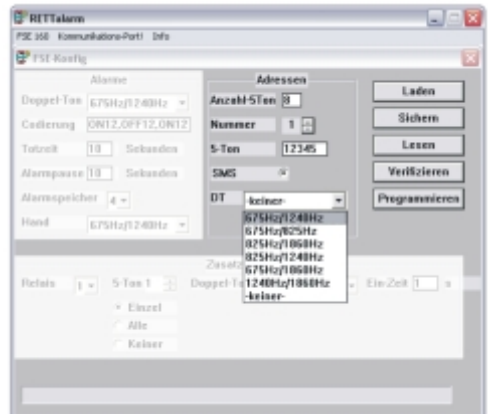 RETTalarm
FSE 160 Kommunikations-Port! Info
FSE-Konfig
Alarme
Doppel-Ton 675Hz/1240Hz
Codierung ON12,OFF12,ON12
Totzeit 10 Sekunden
Alarmpause 10 Sekunden
Alarmspeicher 4
Hand 675Hz/1240Hz
Adressen
Anzahl-5Ton 8
Nummer 1
5-Ton 12345
SMS
DT -keiner-
675Hz/1240Hz
675Hz/825Hz
825Hz/1060Hz
825Hz/1240Hz
675Hz/1060Hz
1240Hz/1060Hz
-keiner-
Laden
Sichern
Lesen
Verifizieren
Programmieren
Zusatz
Relais 1 5-Ton 1 Doppel-T Ein-Zeit 1 s
Einzel
Alle
Keiner